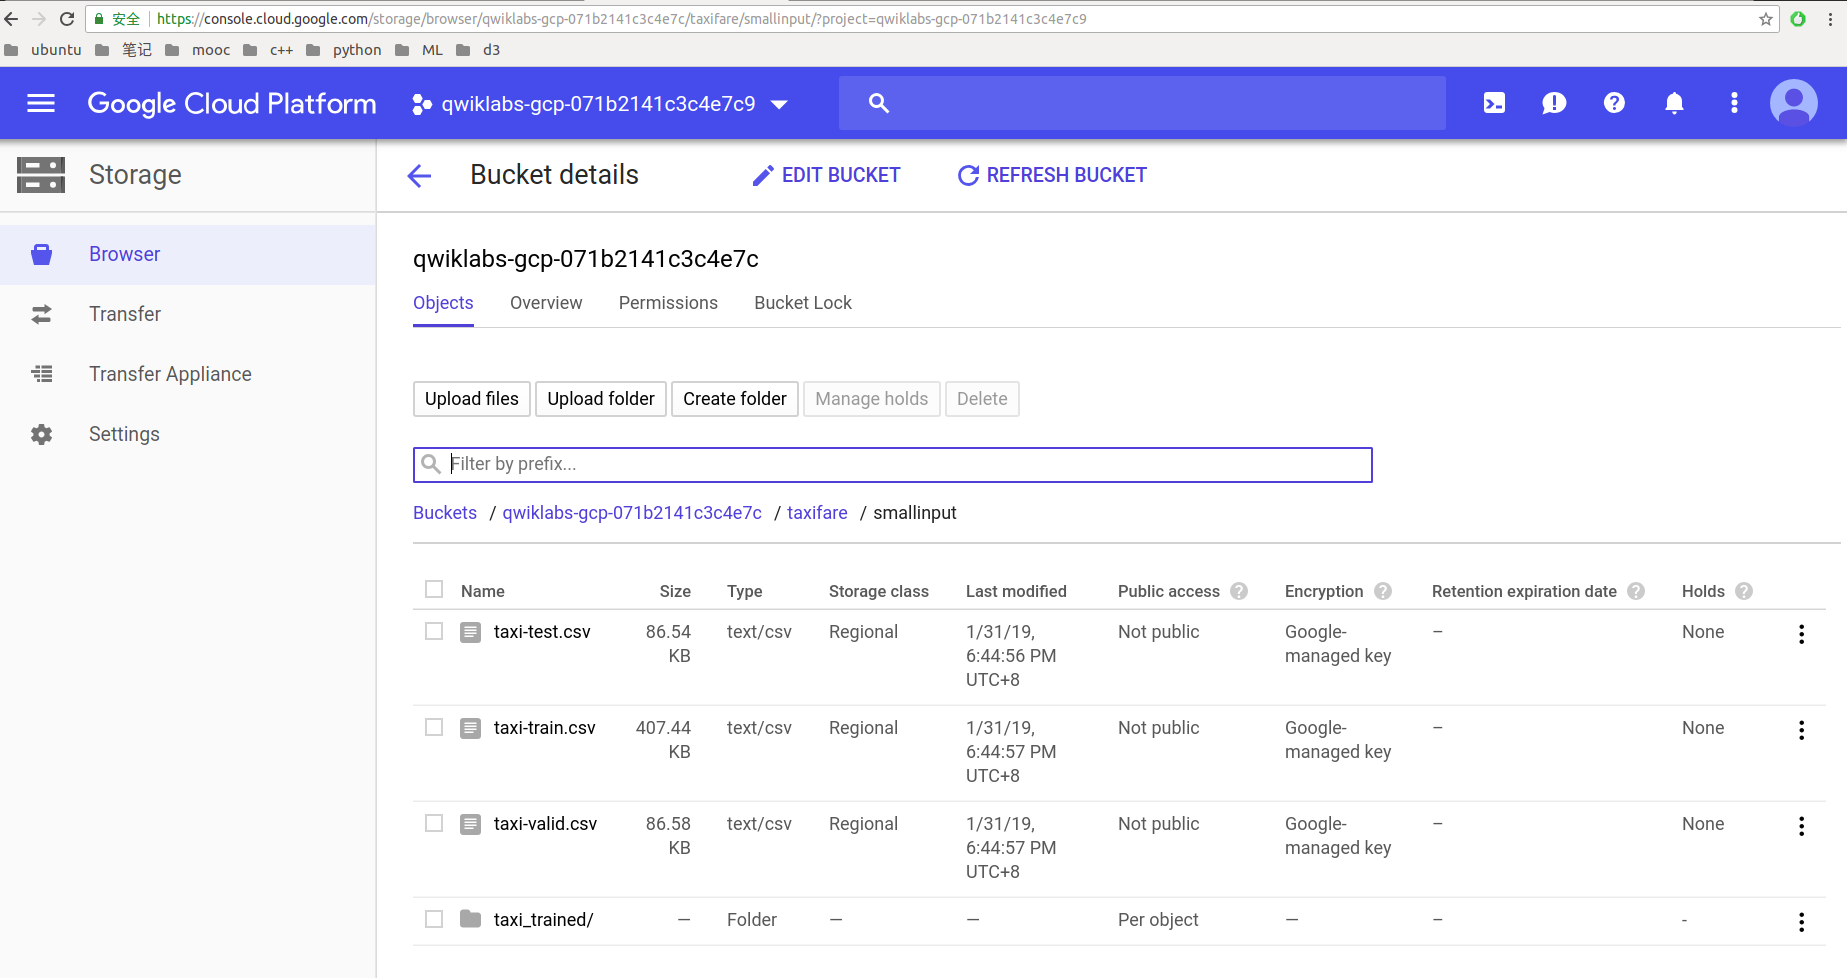 安全 https://console.cloud.google.com/storage/browser/qwiklabs-gcp-071b2141c3c4e7c/taxifare/smallinput/?project=qwiklabs-gcp-071b2141c3c4e7c9
ubuntu 笔记 mooc c++ python ML d3
Google Cloud Platform qwiklabs-gcp-071b2141c3c4e7c9
Storage Bucket details EDIT BUCKET REFRESH BUCKET
Browser
Transfer
Transfer Appliance
Settings
qwiklabs-gcp-071b2141c3c4e7c
Objects Overview Permissions Bucket Lock
Upload files Upload folder Create folder Manage holds Delete
Filter by prefix...
Buckets / qwiklabs-gcp-071b2141c3c4e7c / taxifare / smallinput
Name Size Type Storage class Last modified Public access ? Encryption ? Retention expiration date ? Holds ?
taxi-test.csv 86.54 text/csv Regional 1/31/19, Not public Google- – None
KB 6:44:56 PM managed key
UTC+8
taxi-train.csv 407.44 text/csv Regional 1/31/19, Not public Google- – None
KB 6:44:57 PM managed key
UTC+8
taxi-valid.csv 86.58 text/csv Regional 1/31/19, Not public Google- – None
KB 6:44:57 PM managed key
UTC+8
taxi_trained/ — Folder — — Per object — – -